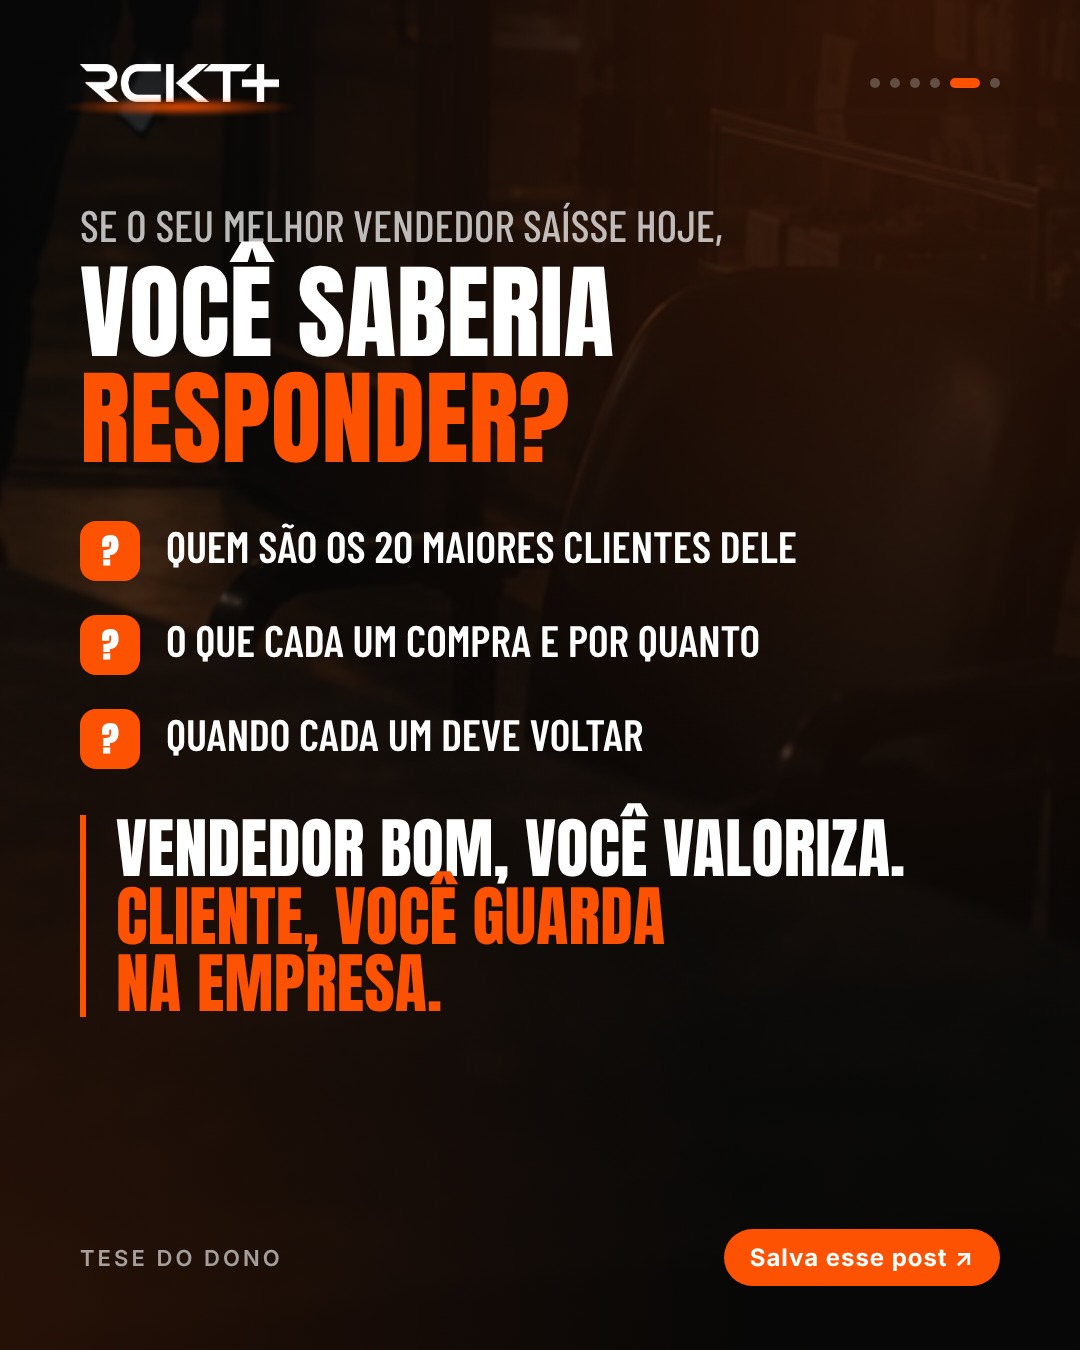 RCKT+
SE O SEU MELHOR VENDEDOR SAÍSSE HOJE,
VOCÊ SABERIA
RESPONDER?
? QUEM SÃO OS 20 MAIORES CLIENTES DELE
? O QUE CADA UM COMPRA E POR QUANTO
? QUANDO CADA UM DEVE VOLTAR
VENDEDOR BOM, VOCÊ VALORIZA.
CLIENTE, VOCÊ GUARDA
NA EMPRESA.
TESE DO DONO
Salva esse post ↗